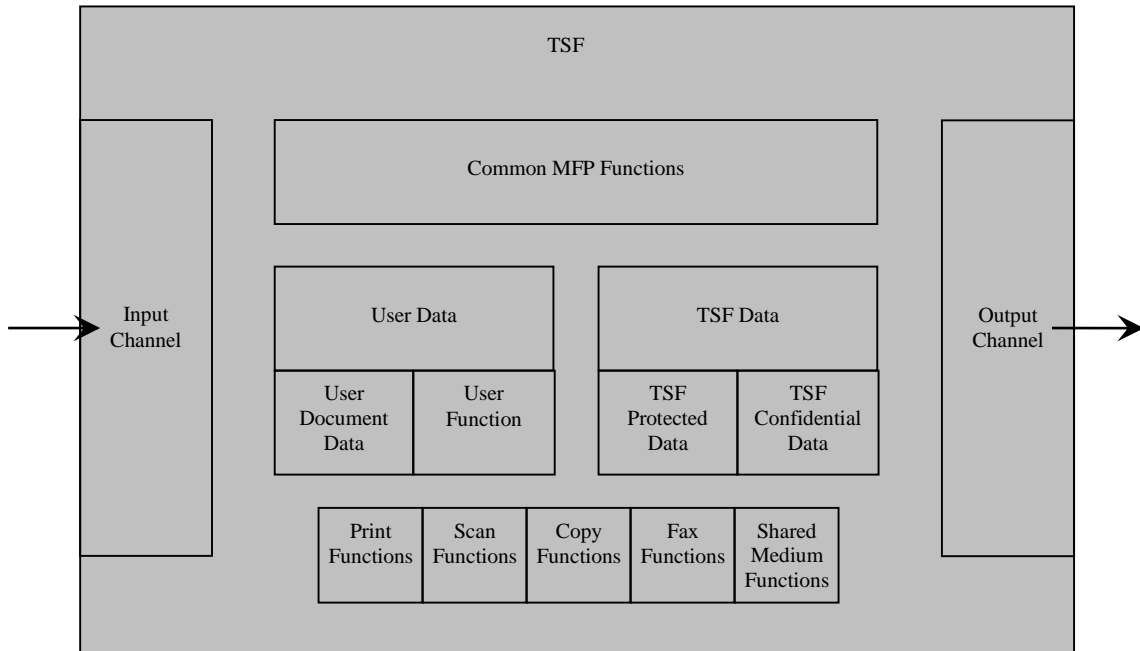 TSF
Common MFP Functions
Input
Channel
User Data
TSF Data
Output
Channel
User
Document
Data
User
Function
TSF
Protected
Data
TSF
Confidential
Data
Print
Functions
Scan
Functions
Copy
Functions
Fax
Functions
Shared
Medium
Functions